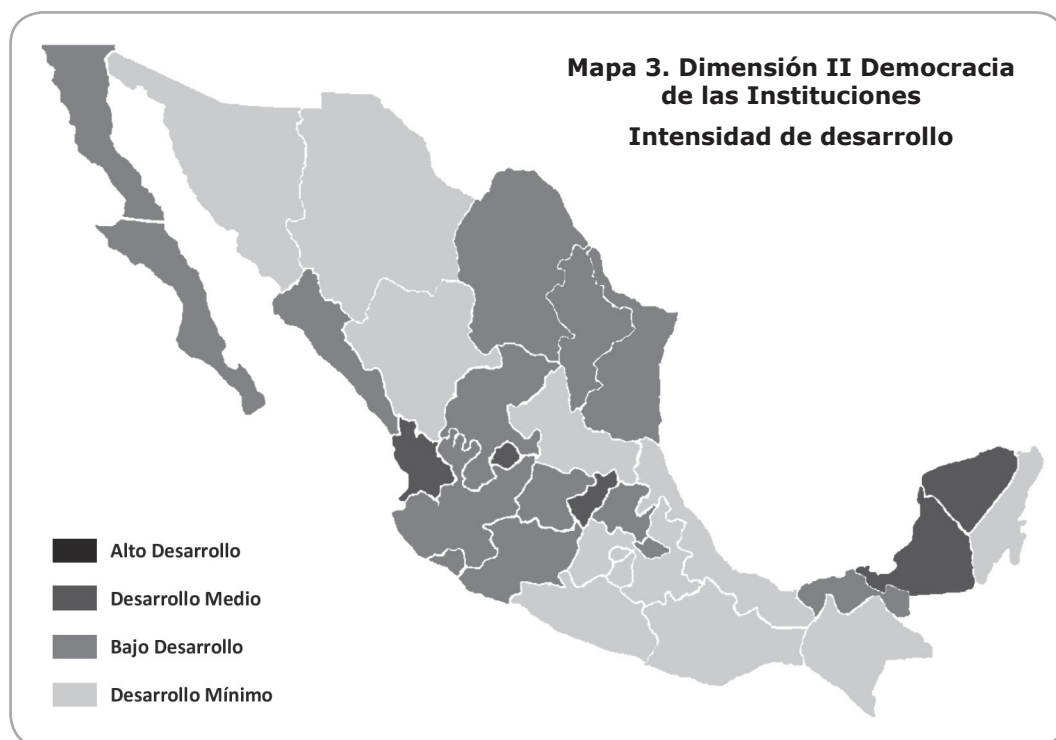 Mapa 3. Dimensión II Democracia
de las Instituciones
Intensidad de desarrollo
Alto Desarrollo
Desarrollo Medio
Bajo Desarrollo
Desarrollo Mínimo